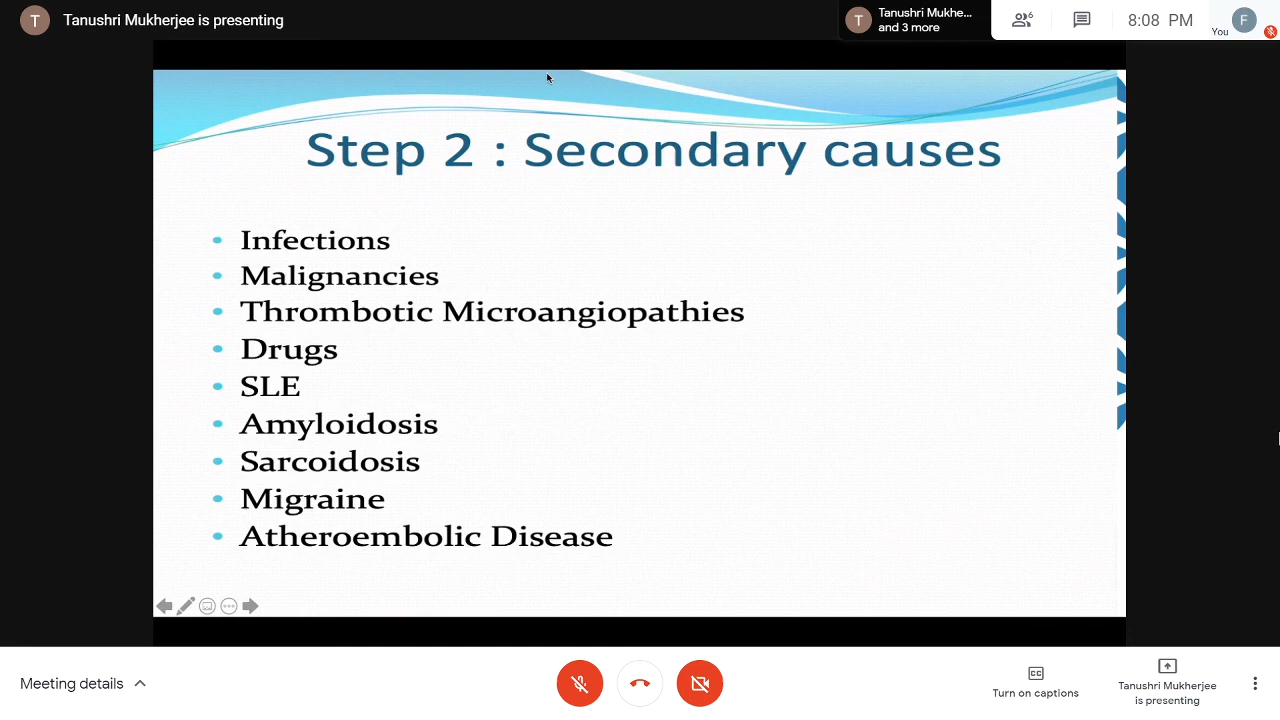 T Tanushri Mukherjee is presenting
T Tanushri Mukhe...
and 3 more
6
8:08 PM
You
F
Step 2 : Secondary causes
• Infections
• Malignancies
• Thrombotic Microangiopathies
• Drugs
• SLE
• Amyloidosis
• Sarcoidosis
• Migraine
• Atheroembolic Disease
Meeting details
CC
Turn on captions
Tanushri Mukherjee
is presenting